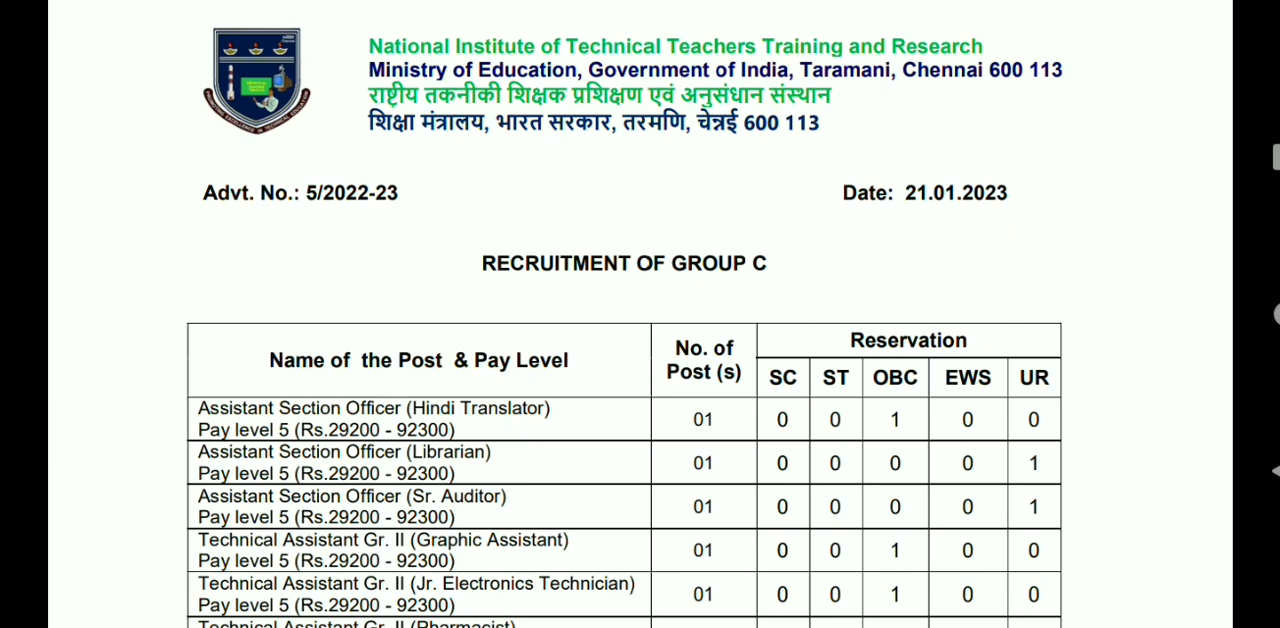 National Institute of Technical Teachers Training and Research
Ministry of Education, Government of India, Taramani, Chennai 600 113
राष्ट्रीय तकनीकी शिक्षक प्रशिक्षण एवं अनुसंधान संस्थान
शिक्षा मंत्रालय, भारत सरकार, तरमणि, चेन्नई 600 113
Advt. No.: 5/2022-23 Date: 21.01.2023
RECRUITMENT OF GROUP C
Name of the Post & Pay Level No. of Post (s) Reservation
SC ST OBC EWS UR
Assistant Section Officer (Hindi Translator)
Pay level 5 (Rs.29200 - 92300) 01 0 0 1 0 0
Assistant Section Officer (Librarian)
Pay level 5 (Rs.29200 - 92300) 01 0 0 0 0 1
Assistant Section Officer (Sr. Auditor)
Pay level 5 (Rs.29200 - 92300) 01 0 0 0 0 1
Technical Assistant Gr. II (Graphic Assistant)
Pay level 5 (Rs.29200 - 92300) 01 0 0 1 0 0
Technical Assistant Gr. II (Jr. Electronics Technician)
Pay level 5 (Rs.29200 - 92300) 01 0 0 1 0 0
Technical Assistant Gr. II (Pharmacist)